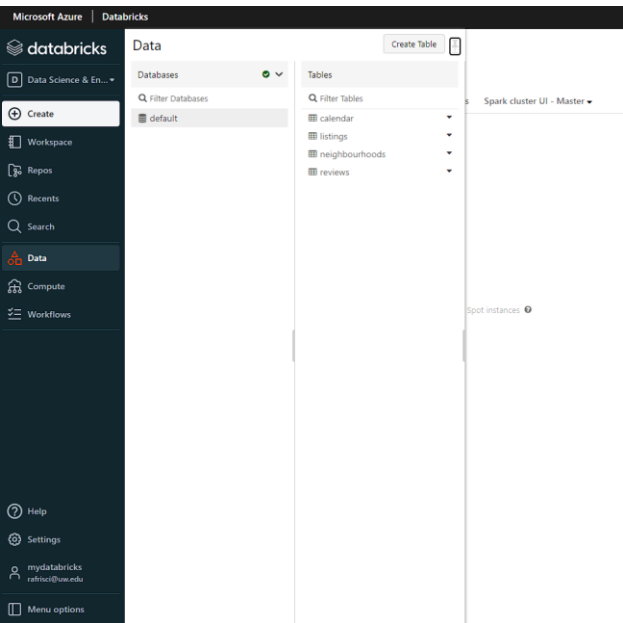 Microsoft Azure | Databricks
databricks
D Data Science & En...
Create
Workspace
Repos
Recents
Search
Data
Compute
Workflows
Help
Settings
mydatabricks
rafrisci@uw.edu
Menu options
Data
Create Table
Databases
Filter Databases
default
Tables
Filter Tables
calendar
listings
neighbourhoods
reviews
s Spark cluster UI - Master
Spot instances ?